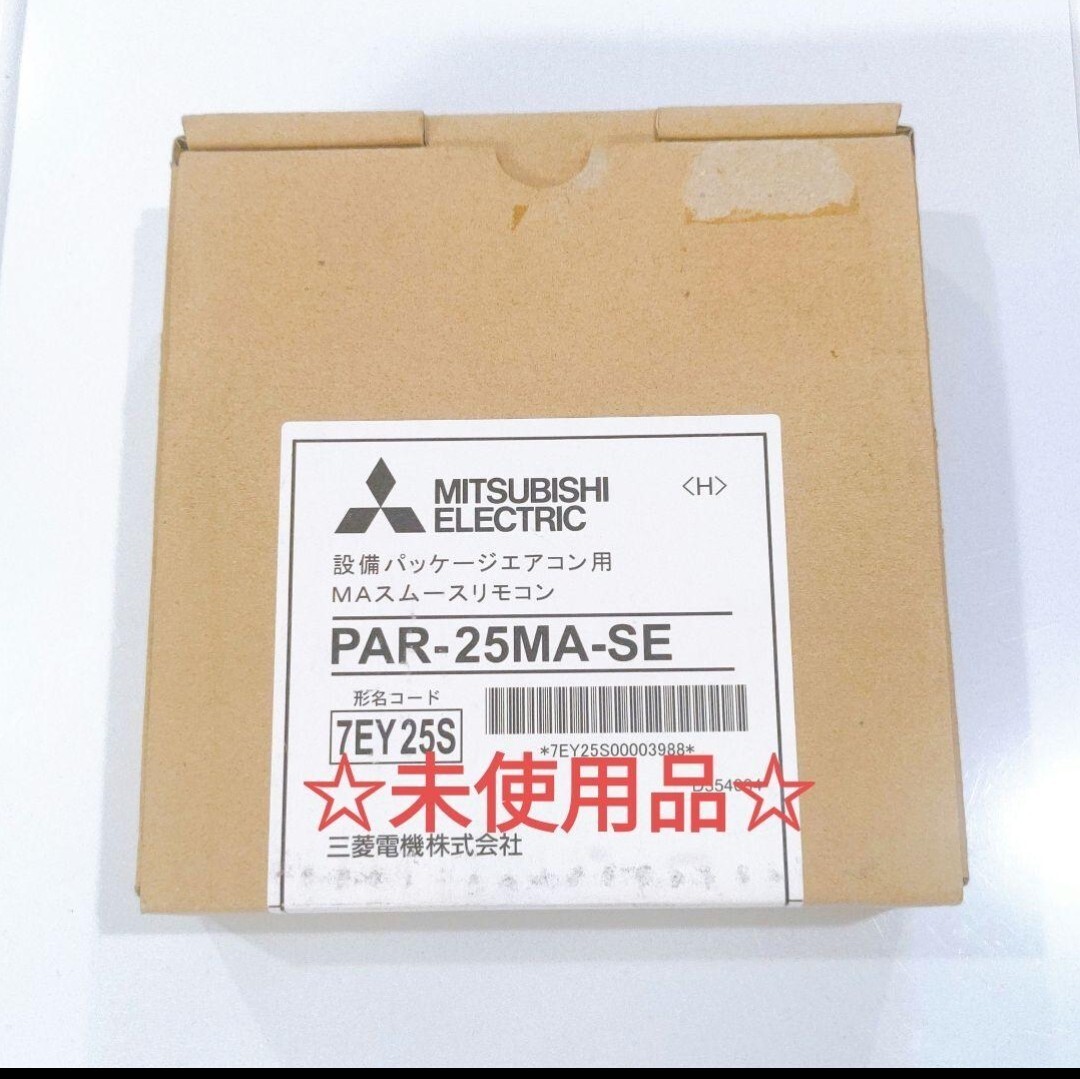 MITSUBISHI
ELECTRIC
〈H〉
設備パッケージエアコン用
MAスムースリモコン
PAR-25MA-SE
形名コード
7EY25S
*7EY25S00003988*
☆未使用品☆
三菱電機株式会社